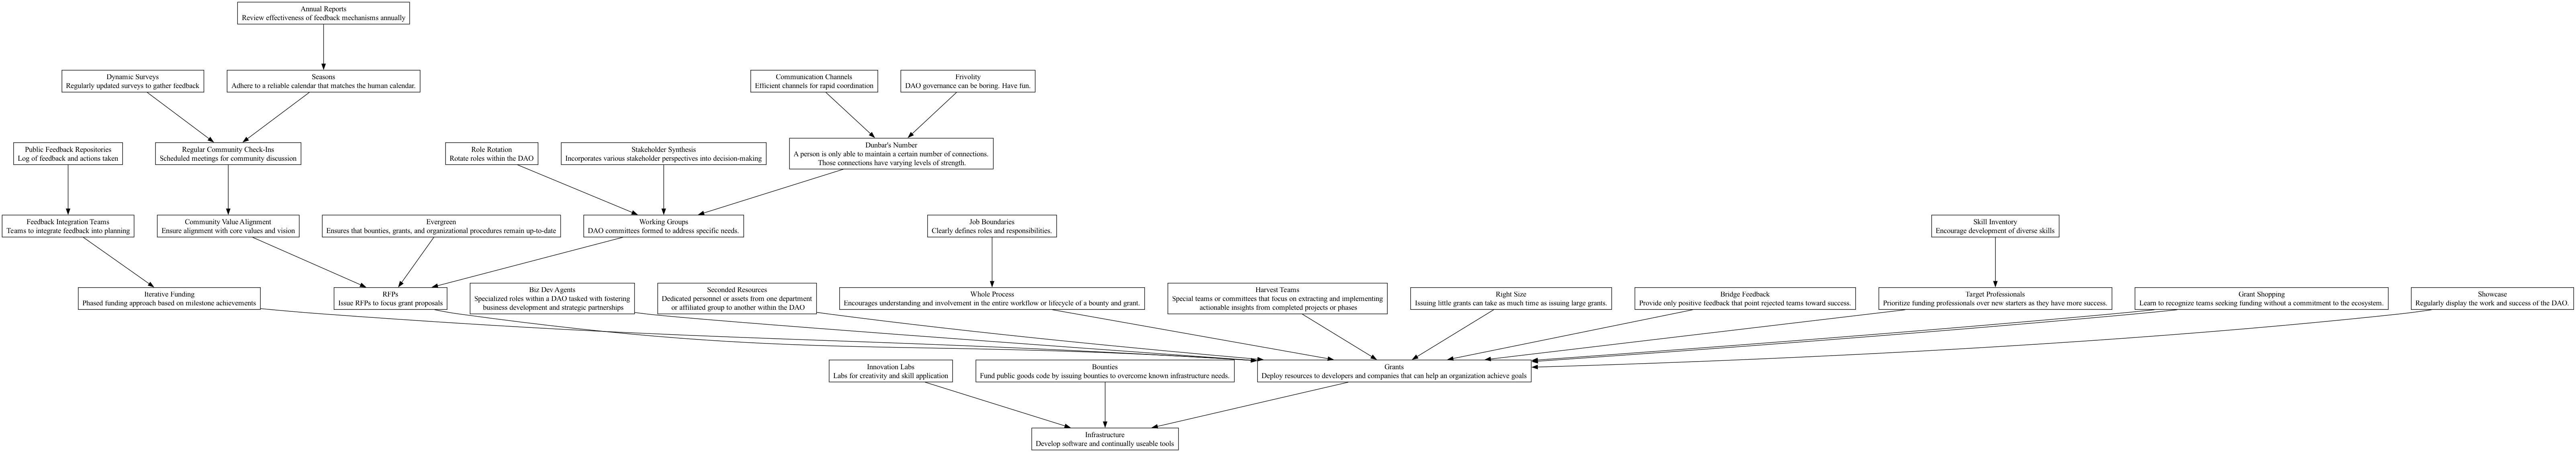 Annual Reports
Review effectiveness of feedback mechanisms annually
Dynamic Surveys
Regularly updated surveys to gather feedback
Seasons
Adhere to a reliable calendar that matches the human calendar.
Communication Channels
Efficient channels for rapid coordination
Frivolity
DAO governance can be boring. Have fun.
Public Feedback Repositories
Log of feedback and actions taken
Regular Community Check-Ins
Scheduled meetings for community discussion
Role Rotation
Rotate roles within the DAO
Stakeholder Synthesis
Incorporates various stakeholder perspectives into decision-making
Dunbar's Number
A person is only able to maintain a certain number of connections.
Those connections have varying levels of strength.
Feedback Integration Teams
Teams to integrate feedback into planning
Community Value Alignment
Ensure alignment with core values and vision
Evergreen
Ensures that bounties, grants, and organizational procedures remain up-to-date
Working Groups
DAO committees formed to address specific needs.
Job Boundaries
Clearly defines roles and responsibilities.
Skill Inventory
Encourage development of diverse skills
Iterative Funding
Phased funding approach based on milestone achievements
RFPs
Issue RFPs to focus grant proposals
Biz Dev Agents
Specialized roles within a DAO tasked with fostering
business development and strategic partnerships
Seconded Resources
Dedicated personnel or assets from one department
or affiliated group to another within the DAO
Whole Process
Encourages understanding and involvement in the entire workflow or lifecycle of a bounty and grant.
Harvest Teams
Special teams or committees that focus on extracting and implementing
actionable insights from completed projects or phases
Right Size
Issuing little grants can take as much time as issuing large grants.
Bridge Feedback
Provide only positive feedback that point rejected teams toward success.
Target Professionals
Prioritize funding professionals over new starters as they have more success.
Grant Shopping
Learn to recognize teams seeking funding without a commitment to the ecosystem.
Showcase
Regularly display the work and success of the DAO.
Innovation Labs
Labs for creativity and skill application
Bounties
Fund public goods code by issuing bounties to overcome known infrastructure needs.
Grants
Deploy resources to developers and companies that can help an organization achieve goals
Infrastructure
Develop software and continually useable tools